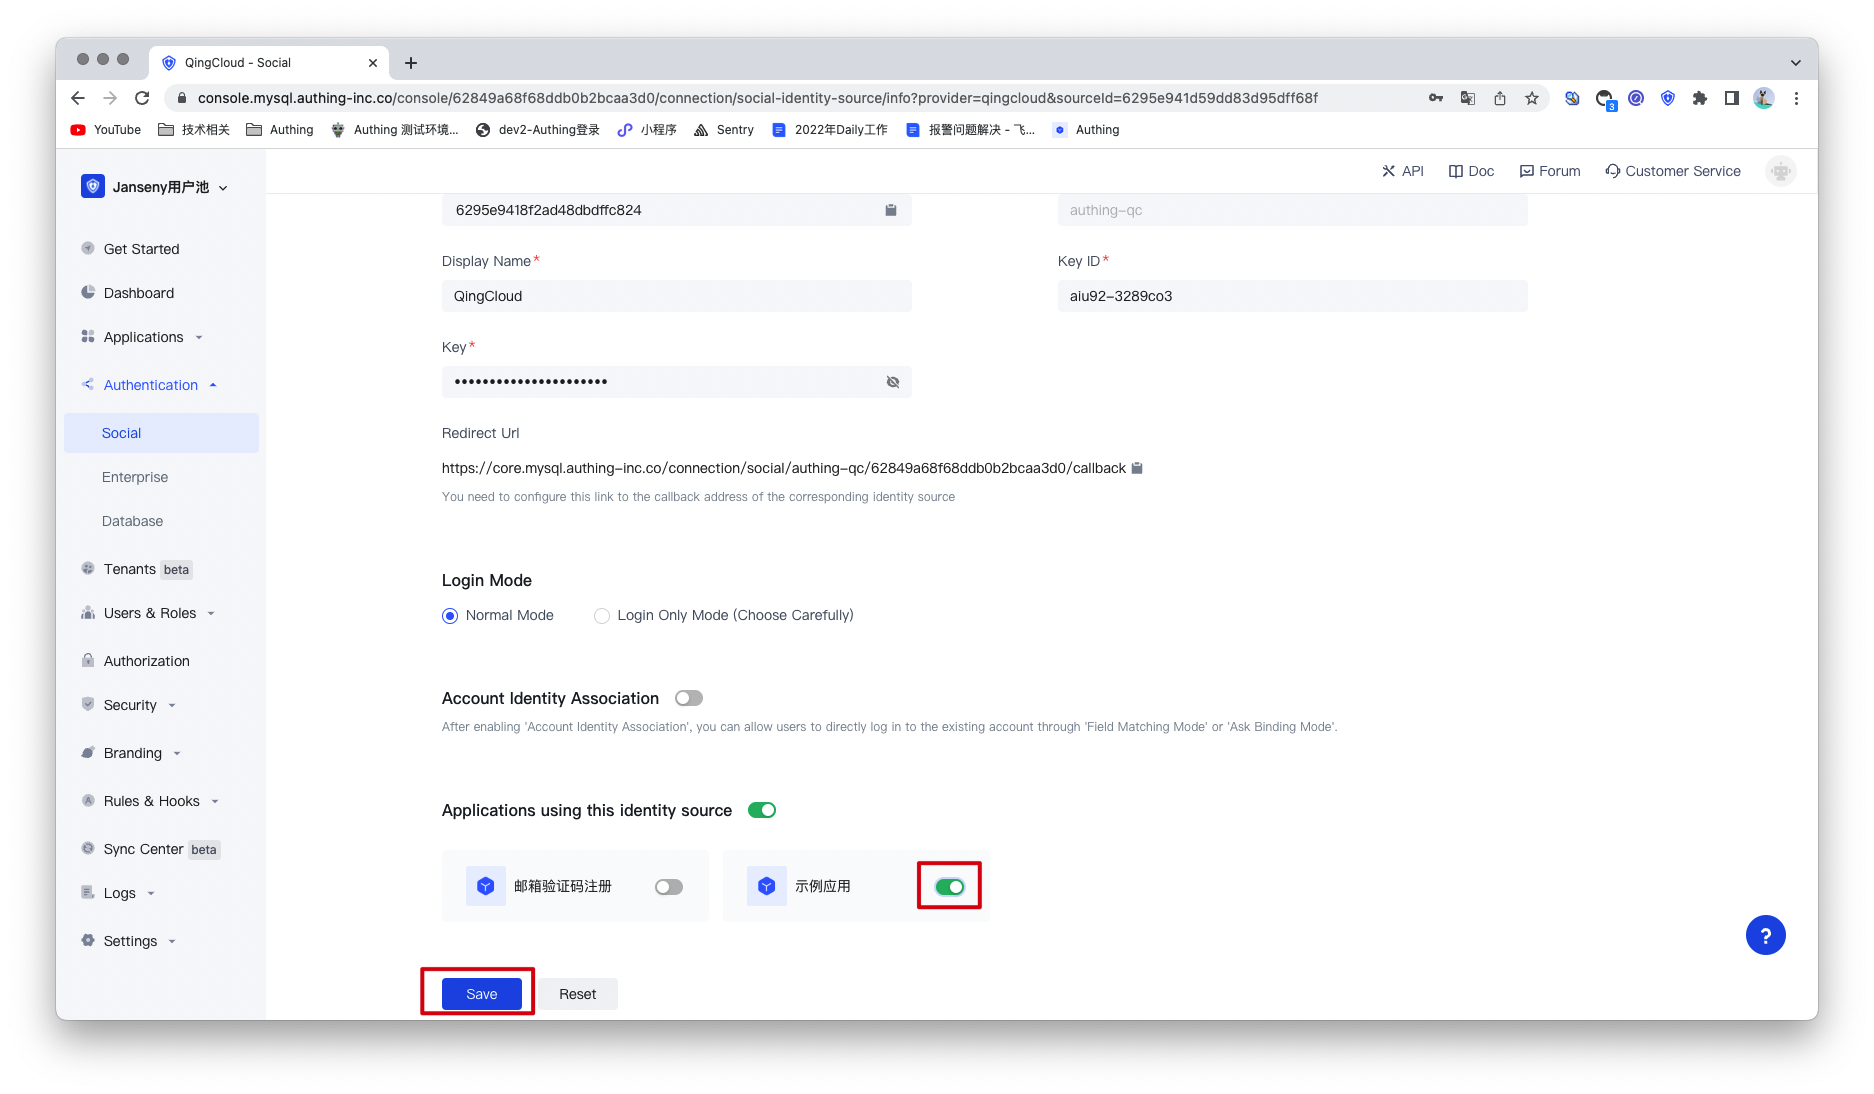 QingCloud - Social
console.mysql.authing-inc.co/console/62849a68f68ddb0b2bcaa3d0/connection/social-identity-source/info?provider=qingcloud&sourceId=6295e941d59dd83d95dff68f
3
YouTube 技术相关 Authing Authing 测试环境... dev2-Authing登录 小程序 Sentry 2022年Daily工作 报警问题解决 - 飞... Authing
Janseny用户池
API Doc Forum Customer Service
Get Started
Dashboard
Applications
Authentication
Social
Enterprise
Database
Tenants beta
Users & Roles
Authorization
Security
Branding
Rules & Hooks
Sync Center beta
Logs
Settings
6295e9418f2ad48dbdffc824
authing-qc
Display Name*
Key ID*
QingCloud
aiu92-3289co3
Key*
••••••••••••••••••••••
Redirect Url
https://core.mysql.authing-inc.co/connection/social/authing-qc/62849a68f68ddb0b2bcaa3d0/callback
You need to configure this link to the callback address of the corresponding identity source
Login Mode
Normal Mode Login Only Mode (Choose Carefully)
Account Identity Association
After enabling 'Account Identity Association', you can allow users to directly log in to the existing account through 'Field Matching Mode' or 'Ask Binding Mode'.
Applications using this identity source
邮箱验证码注册 示例应用
?
Save Reset